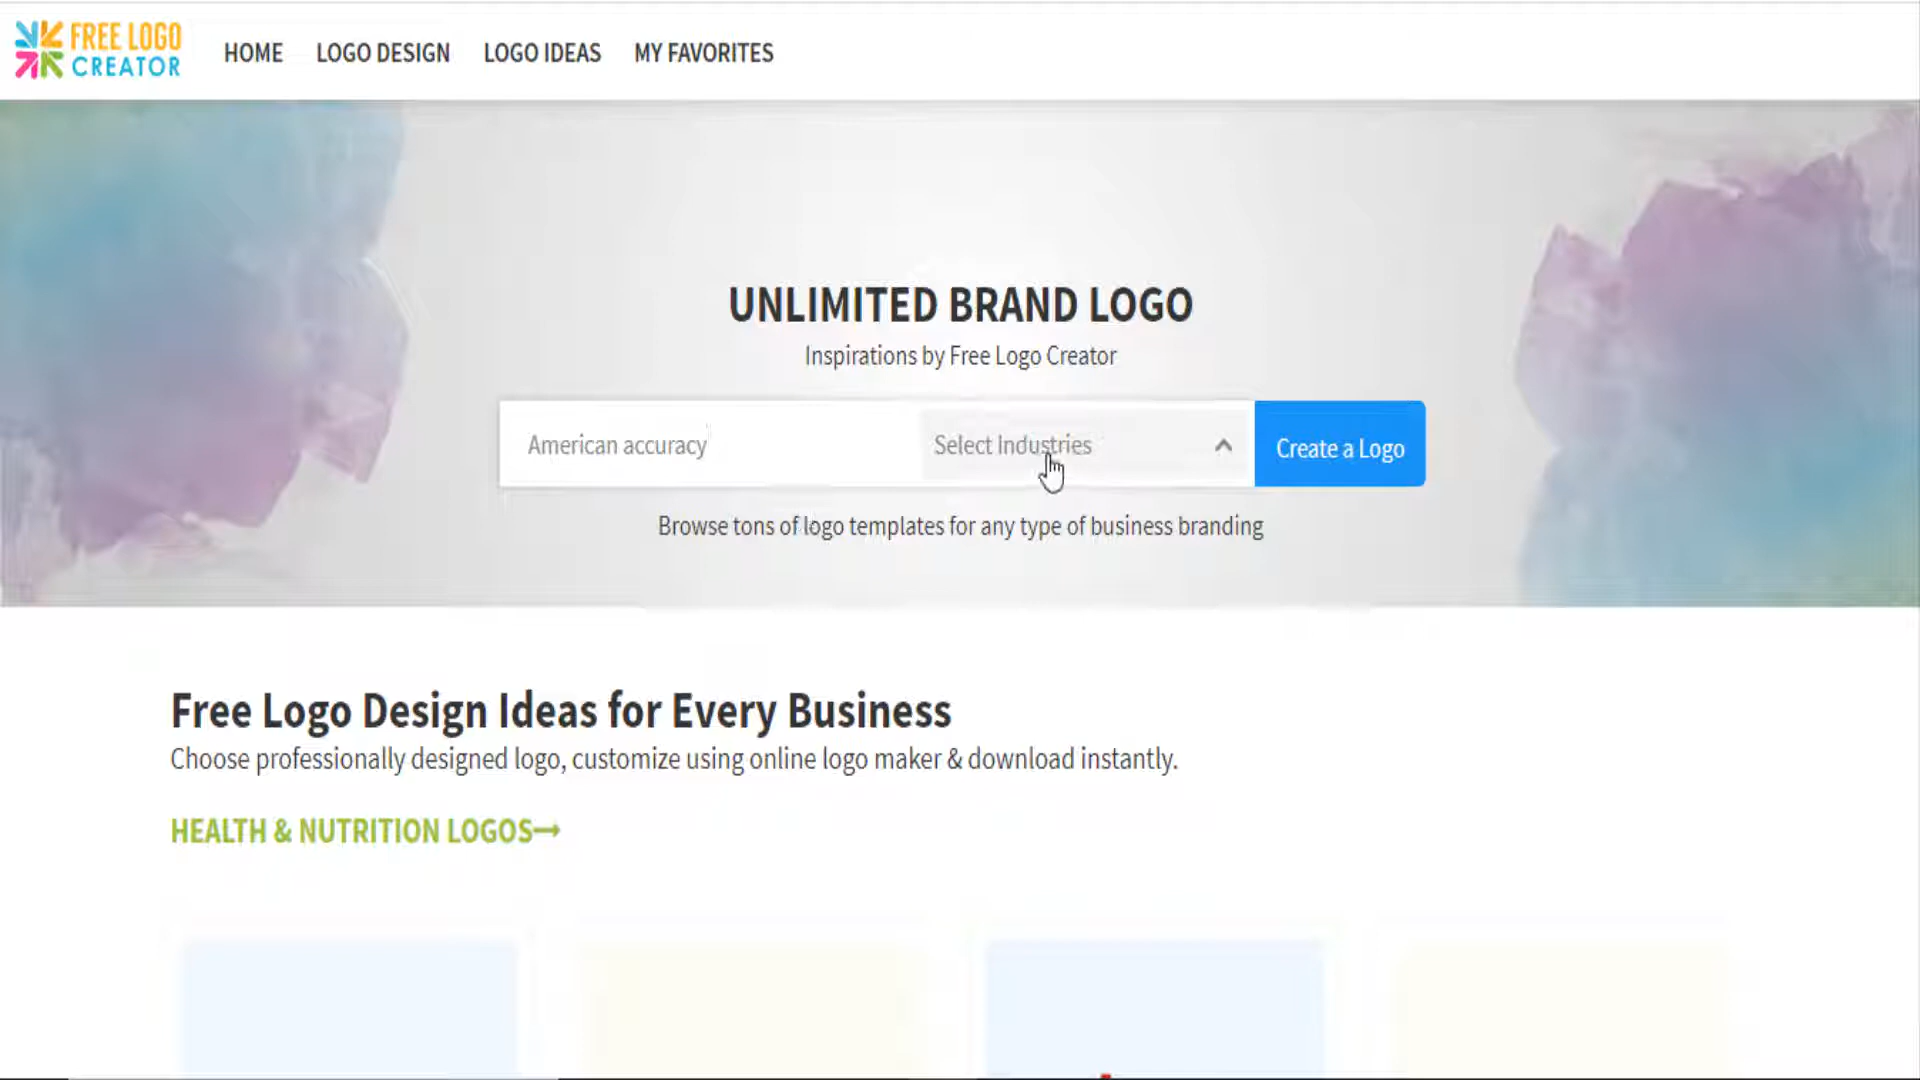 FREE LOGO
CREATOR
HOME LOGO DESIGN LOGO IDEAS MY FAVORITES
UNLIMITED BRAND LOGO
Inspirations by Free Logo Creator
American accuracy Select Industries Create a Logo
Browse tons of logo templates for any type of business branding
Free Logo Design Ideas for Every Business
Choose professionally designed logo, customize using online logo maker & download instantly.
HEALTH & NUTRITION LOGOS